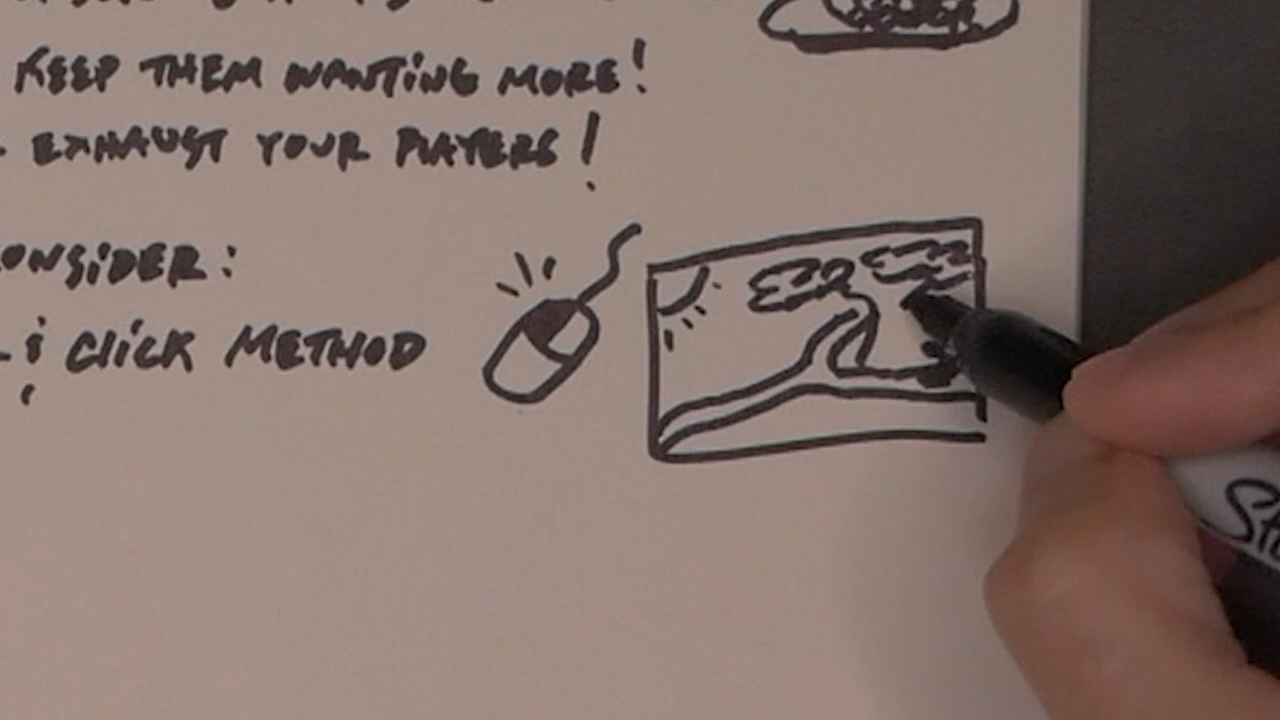 KEEP THEM WANTING MORE!
EXHAUST YOUR PLAYERS!
ONSIDER:
& CLICK METHOD